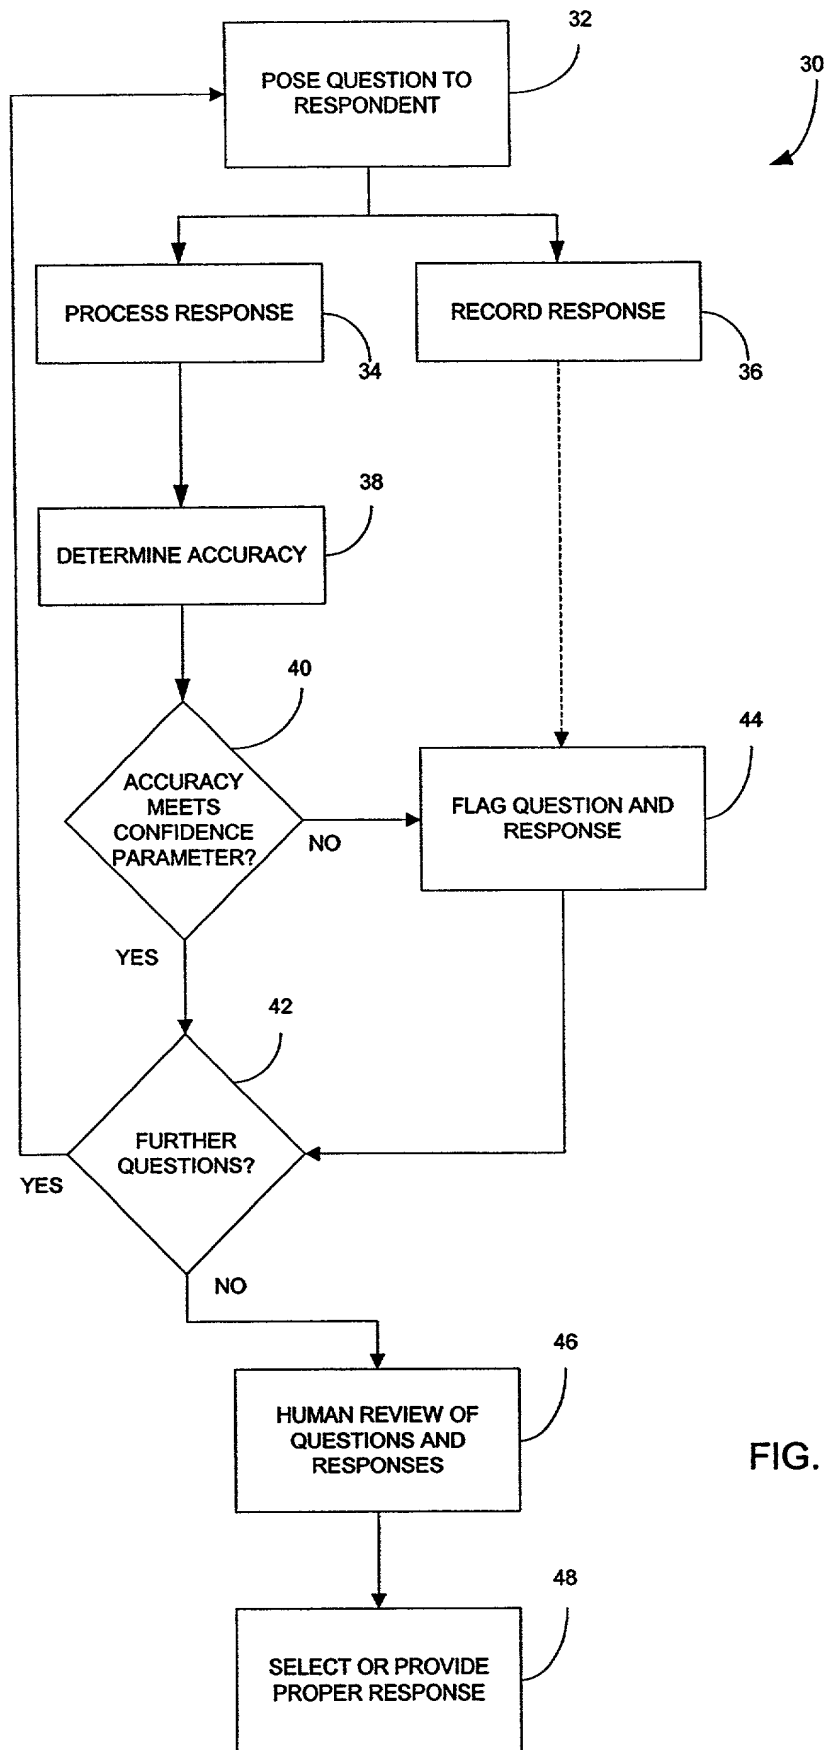 32
POSE QUESTION TO
RESPONDENT
30
PROCESS RESPONSE
34
RECORD RESPONSE
36
38
DETERMINE ACCURACY
40
ACCURACY
MEETS
CONFIDENCE
PARAMETER?
NO
44
FLAG QUESTION AND
RESPONSE
YES
42
FURTHER
QUESTIONS?
YES
NO
46
HUMAN REVIEW OF
QUESTIONS AND
RESPONSES
FIG.
48
SELECT OR PROVIDE
PROPER RESPONSE